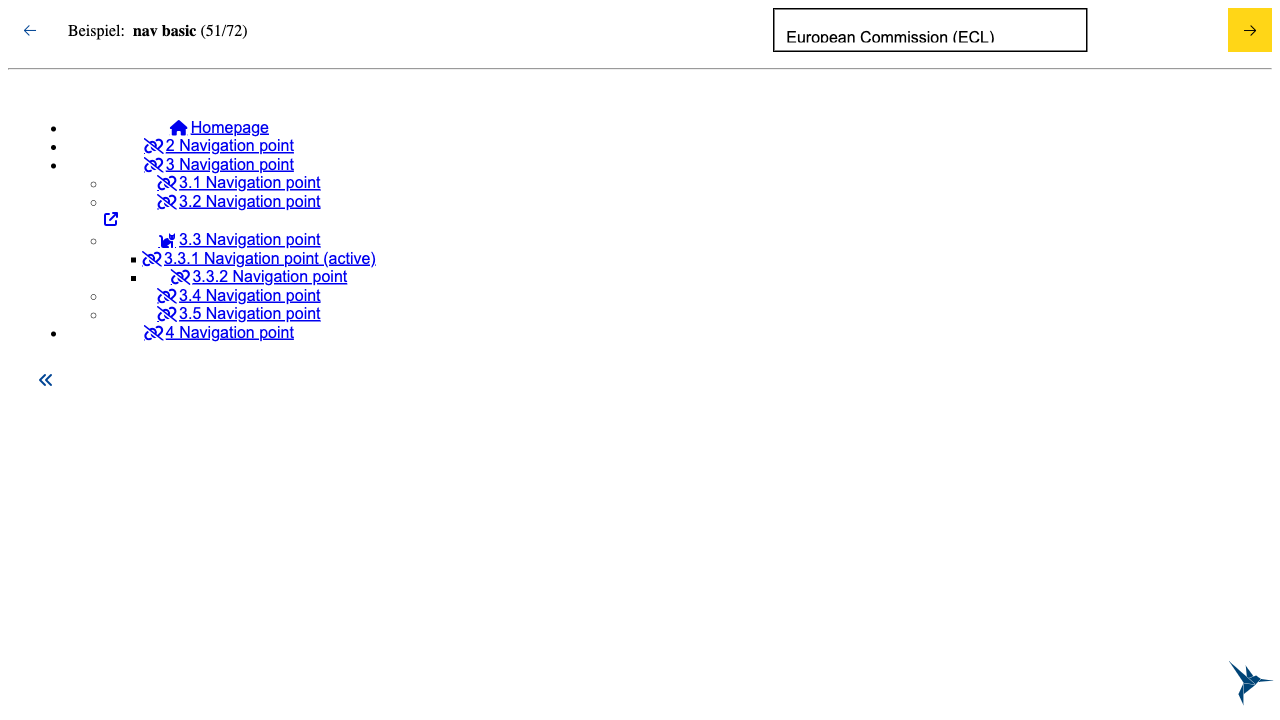 Beispiel: nav basic (51/72)
European Commission (ECL)
Homepage
2 Navigation point
3 Navigation point
3.1 Navigation point
3.2 Navigation point
3.3 Navigation point
3.3.1 Navigation point (active)
3.3.2 Navigation point
3.4 Navigation point
3.5 Navigation point
4 Navigation point